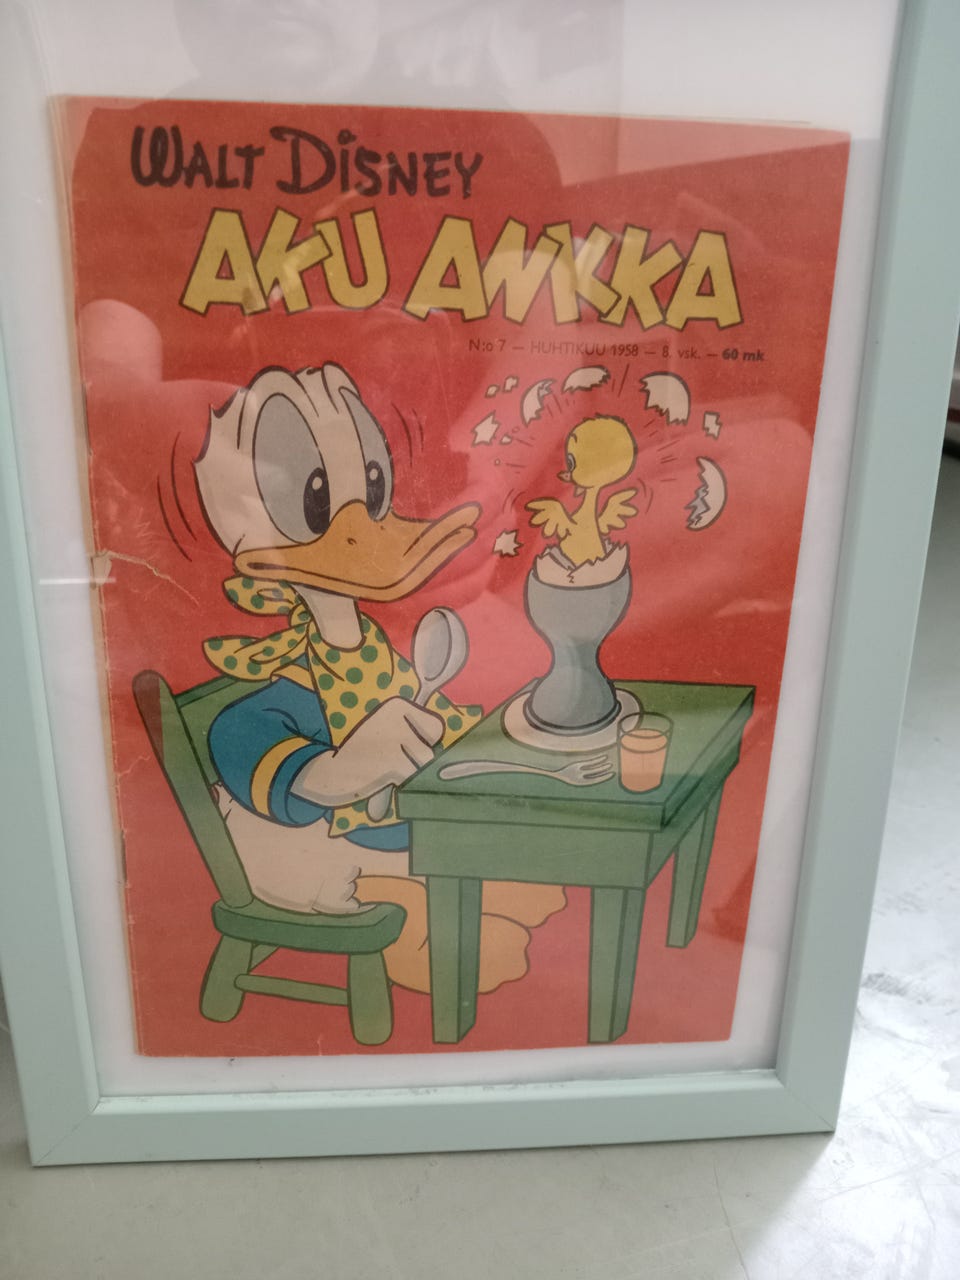 WALT DISNEY
AKU ANKKA
N:o 7 — HUHTIKUU 1958 — 8. vsk. — 60 mk